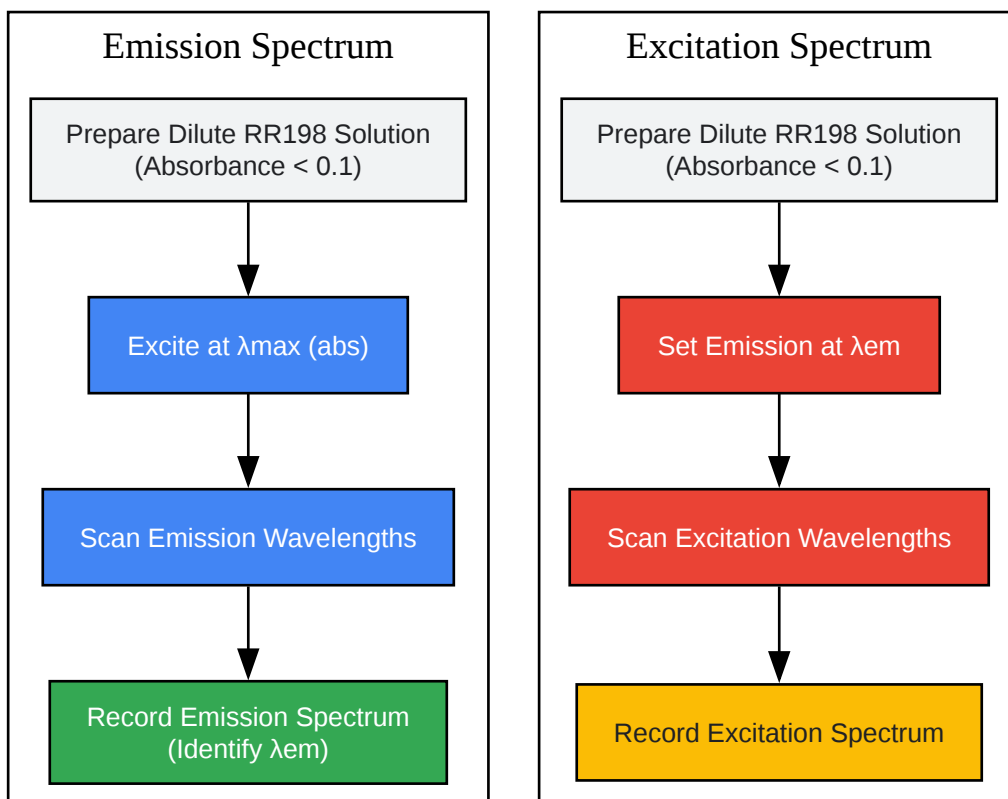 Emission Spectrum
Prepare Dilute RR198 Solution
(Absorbance < 0.1)
Excite at λmax (abs)
Scan Emission Wavelengths
Record Emission Spectrum
(Identify λem)
Excitation Spectrum
Prepare Dilute RR198 Solution
(Absorbance < 0.1)
Set Emission at λem
Scan Excitation Wavelengths
Record Excitation Spectrum